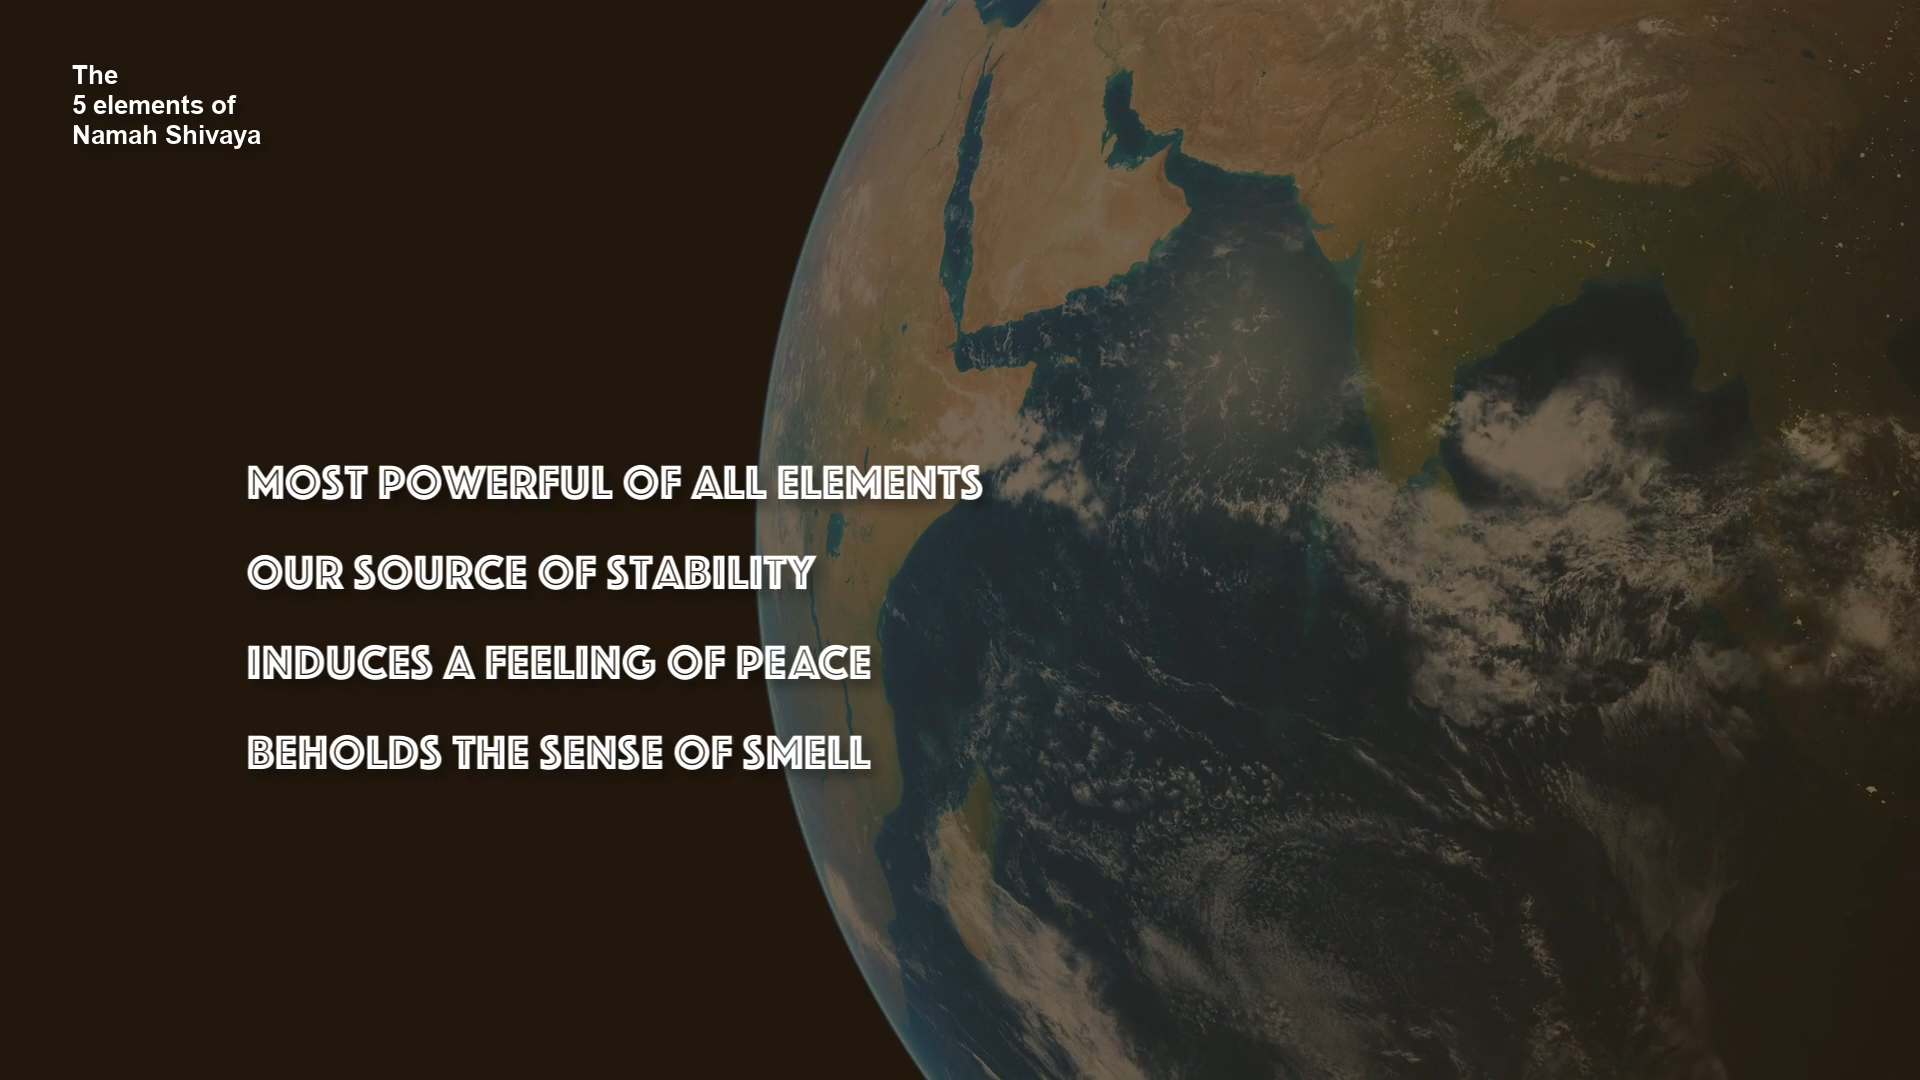 The
5 elements of
Namah Shivaya
MOST POWERFUL OF ALL ELEMENTS
OUR SOURCE OF STABILITY
INDUCES A FEELING OF PEACE
BEHOLDS THE SENSE OF SMELL